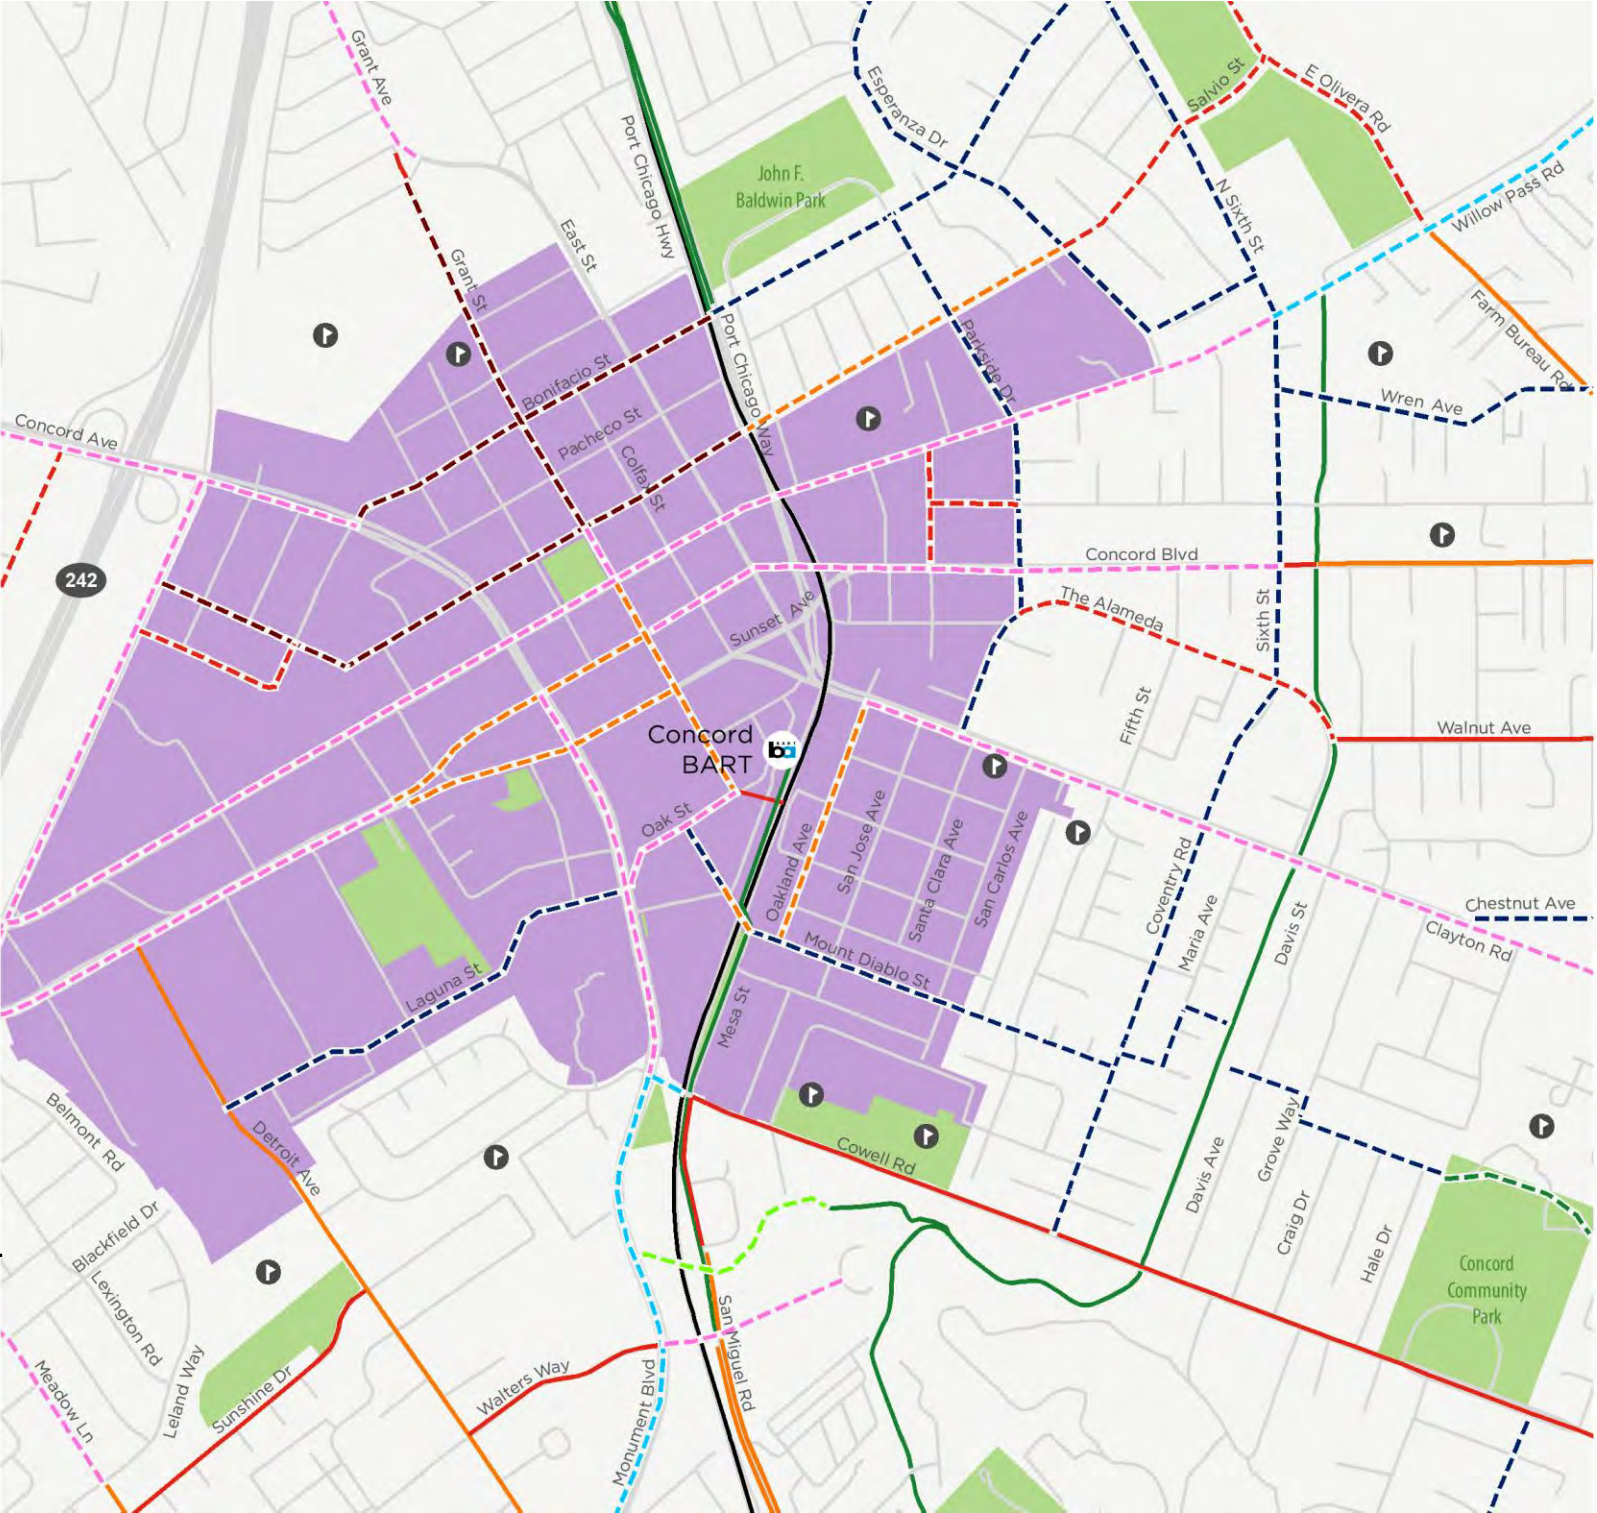 Grant Ave
Port Chicago Hwy
Esperanza Dr
Salvio St
E Olivera Rd
John F.
Baldwin Park
Willow Pass Rd
N Sixth St
East St
Grant St
Port Chicago Way
Parkside Dr
Farm Bureau Rd
Bonifacio St
Pacheco St
Colfax St
Wren Ave
Concord Ave
242
Concord Blvd
Sunset Ave
The Alameda
Sixth St
Fifth St
Walnut Ave
Concord
BART
BART
ba
Oak St
Oakland Ave
San Jose Ave
Santa Clara Ave
San Carlos Ave
Coventry Rd
Maria Ave
Davis St
Chestnut Ave
Clayton Rd
Mount Diablo St
Laguna St
Mesa St
Belmont Rd
Detroit Ave
Cowell Rd
Davis Ave
Grove Way
Craig Dr
Hale Dr
Blackfield Dr
Lexington Rd
Leland Way
Concord
Community
Park
Meadow Ln
Sunshine Dr
Walters Way
Monument Blvd
San Miguel Rd